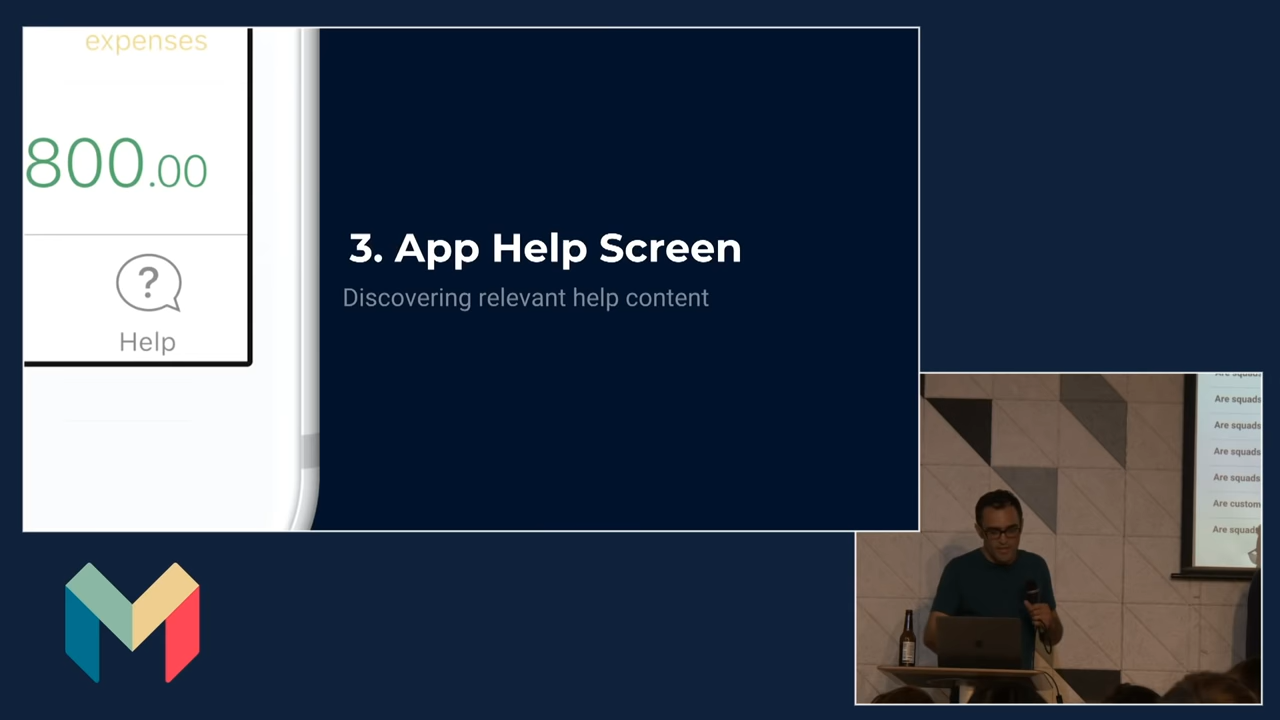 expenses
800.00
Help
3. App Help Screen
Discovering relevant help content
Are squads
Are squads
Are squads
Are squads
Are squads
Are custom
Are squads